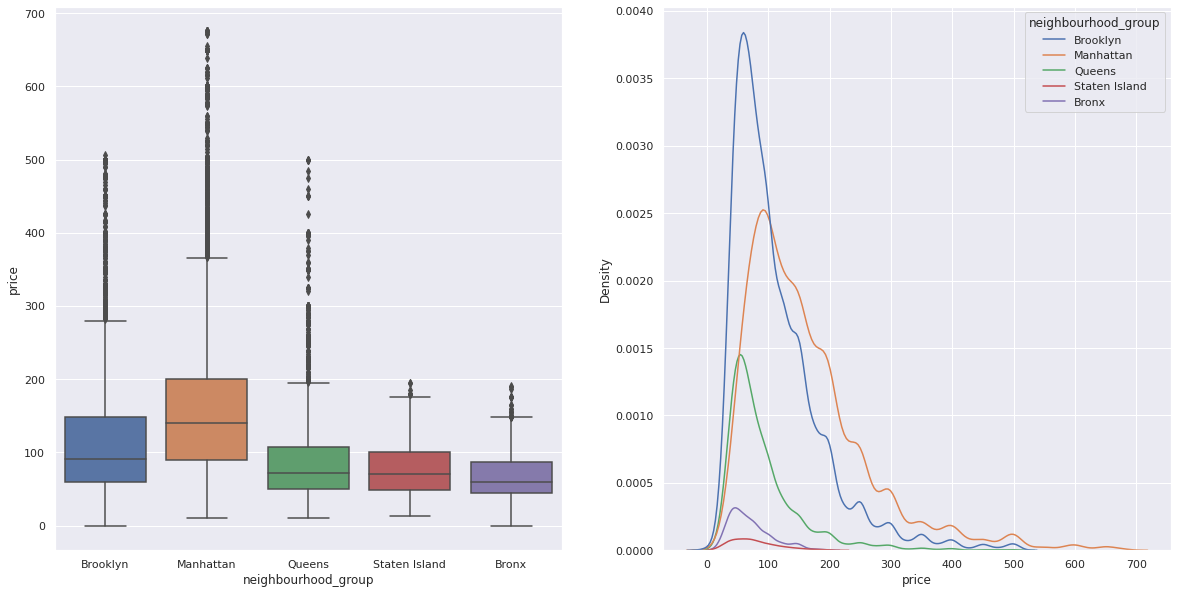 700
600
500
400
300
200
100
0
price
Brooklyn Manhattan Queens Staten Island Bronx
neighbourhood_group
0.0040
0.0035
0.0030
0.0025
0.0020
0.0015
0.0010
0.0005
0.0000
Density
neighbourhood_group
Brooklyn
Manhattan
Queens
Staten Island
Bronx
0 100 200 300 400 500 600 700
price